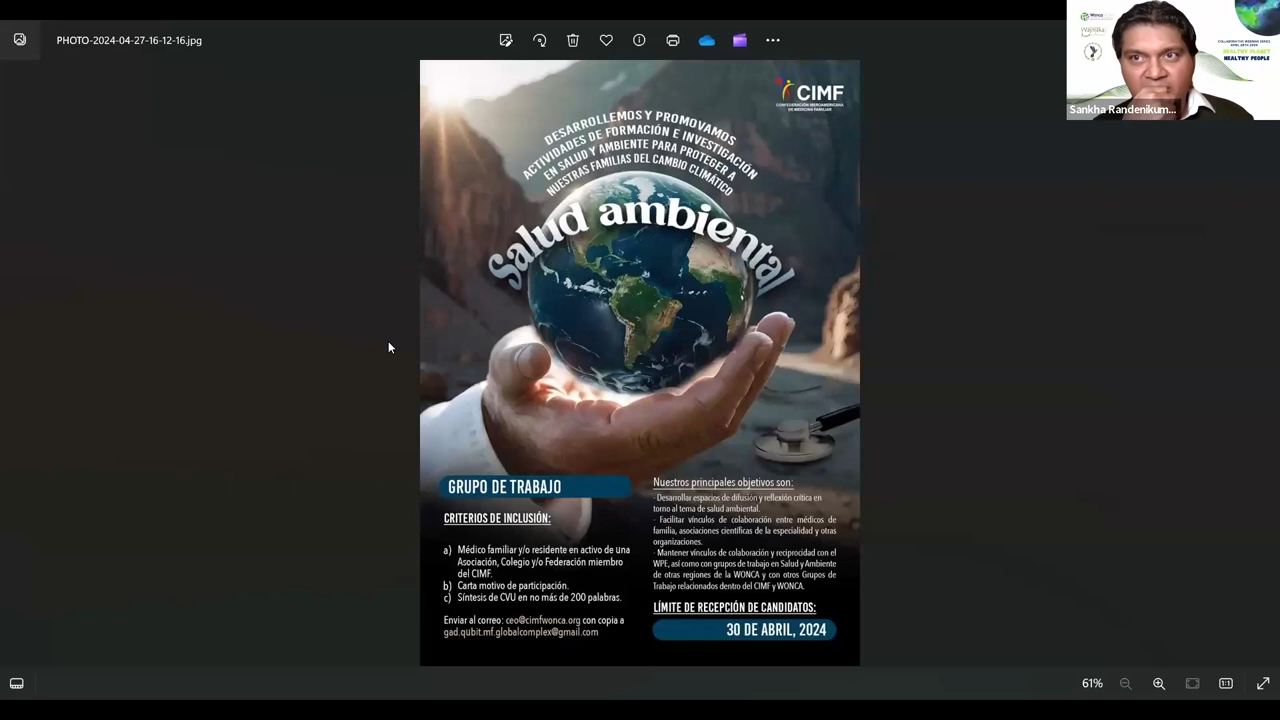 PHOTO-2024-04-27-16-12-16.jpg
CIMF
CONFEDERACIÓN IBEROAMERICANA
DE MEDICINA FAMILIAR
DESARROLLEMOS Y PROMOVAMOS
ACTIVIDADES DE FORMACIÓN E INVESTIGACIÓN
EN SALUD Y AMBIENTE PARA PROTEGER A
NUESTRAS FAMILIAS DEL CAMBIO CLIMÁTICO
Salud ambiental
GRUPO DE TRABAJO
CRITERIOS DE INCLUSIÓN:
a) Médico familiar y/o residente en activo de una
Asociación, Colegio y/o Federación miembro
del CIMF.
b) Carta motivo de participación.
c) Síntesis de CVU en no más de 200 palabras.
Enviar al correo: ceo@cimfwonca.org con copia a
gad.qubit.mf.globalcomplex@gmail.com
Nuestros principales objetivos son:
· Desarrollar espacios de difusión y reflexión crítica en
torno al tema de salud ambiental.
· Facilitar vínculos de colaboración entre médicos de
familia, asociaciones científicas de la especialidad y otras
organizaciones.
· Mantener vínculos de colaboración y reciprocidad con el
WPE, así como con grupos de trabajo en Salud y Ambiente
de otras regiones de la WONCA y con otros Grupos de
Trabajo relacionados dentro del CIMF y WONCA.
LÍMITE DE RECEPCIÓN DE CANDIDATOS:
30 DE ABRIL, 2024
COLLABORATIVE WEBINAR SERIES
HEALTHY PLANET
HEALTHY PEOPLE
Sankha Randenikum...
61%
1:1